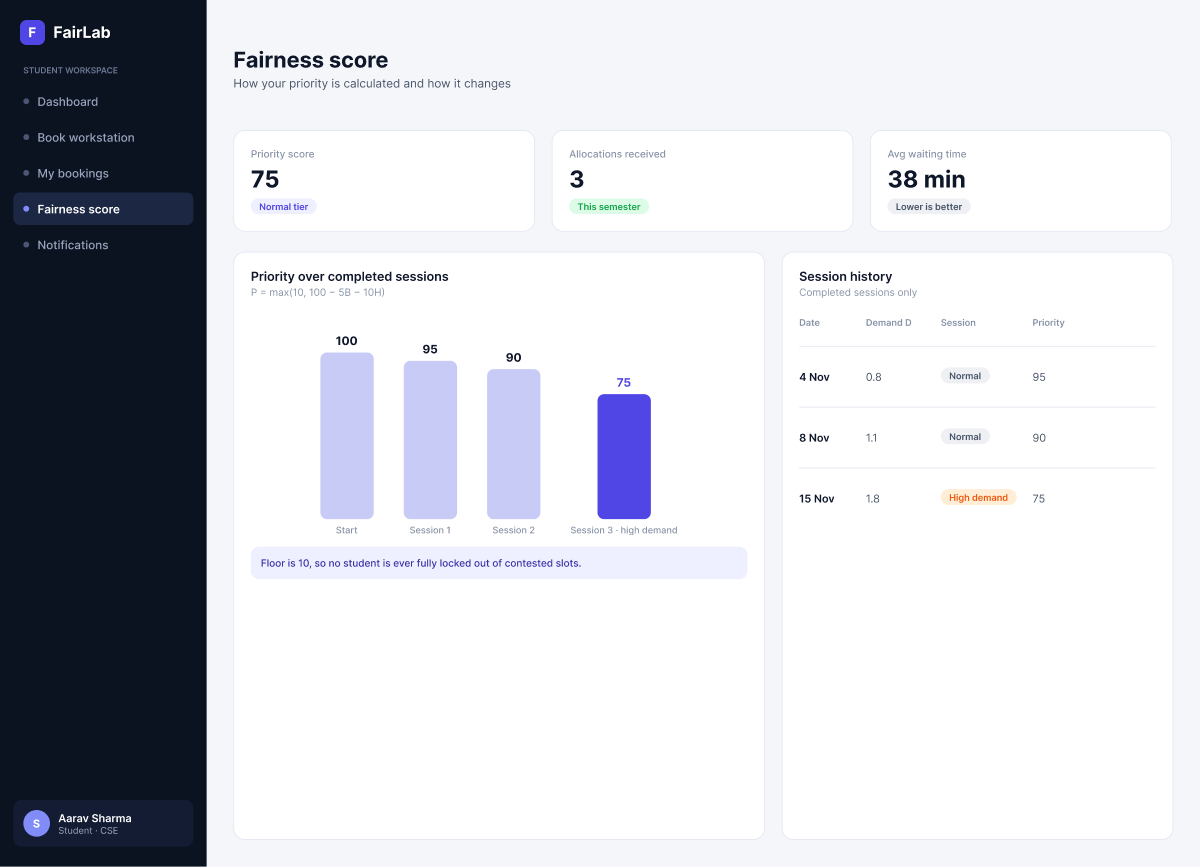 F FairLab
STUDENT WORKSPACE
Dashboard
Book workstation
My bookings
Fairness score
Notifications
S
Aarav Sharma
Student · CSE
Fairness score
How your priority is calculated and how it changes
Priority score
75
Normal tier
Allocations received
3
This semester
Avg waiting time
38 min
Lower is better
Priority over completed sessions
P = max(10, 100 − 5B − 10H)
100
95
90
75
Start
Session 1
Session 2
Session 3 · high demand
Floor is 10, so no student is ever fully locked out of contested slots.
Session history
Completed sessions only
Date Demand D Session Priority
4 Nov 0.8 Normal 95
8 Nov 1.1 Normal 90
15 Nov 1.8 High demand 75